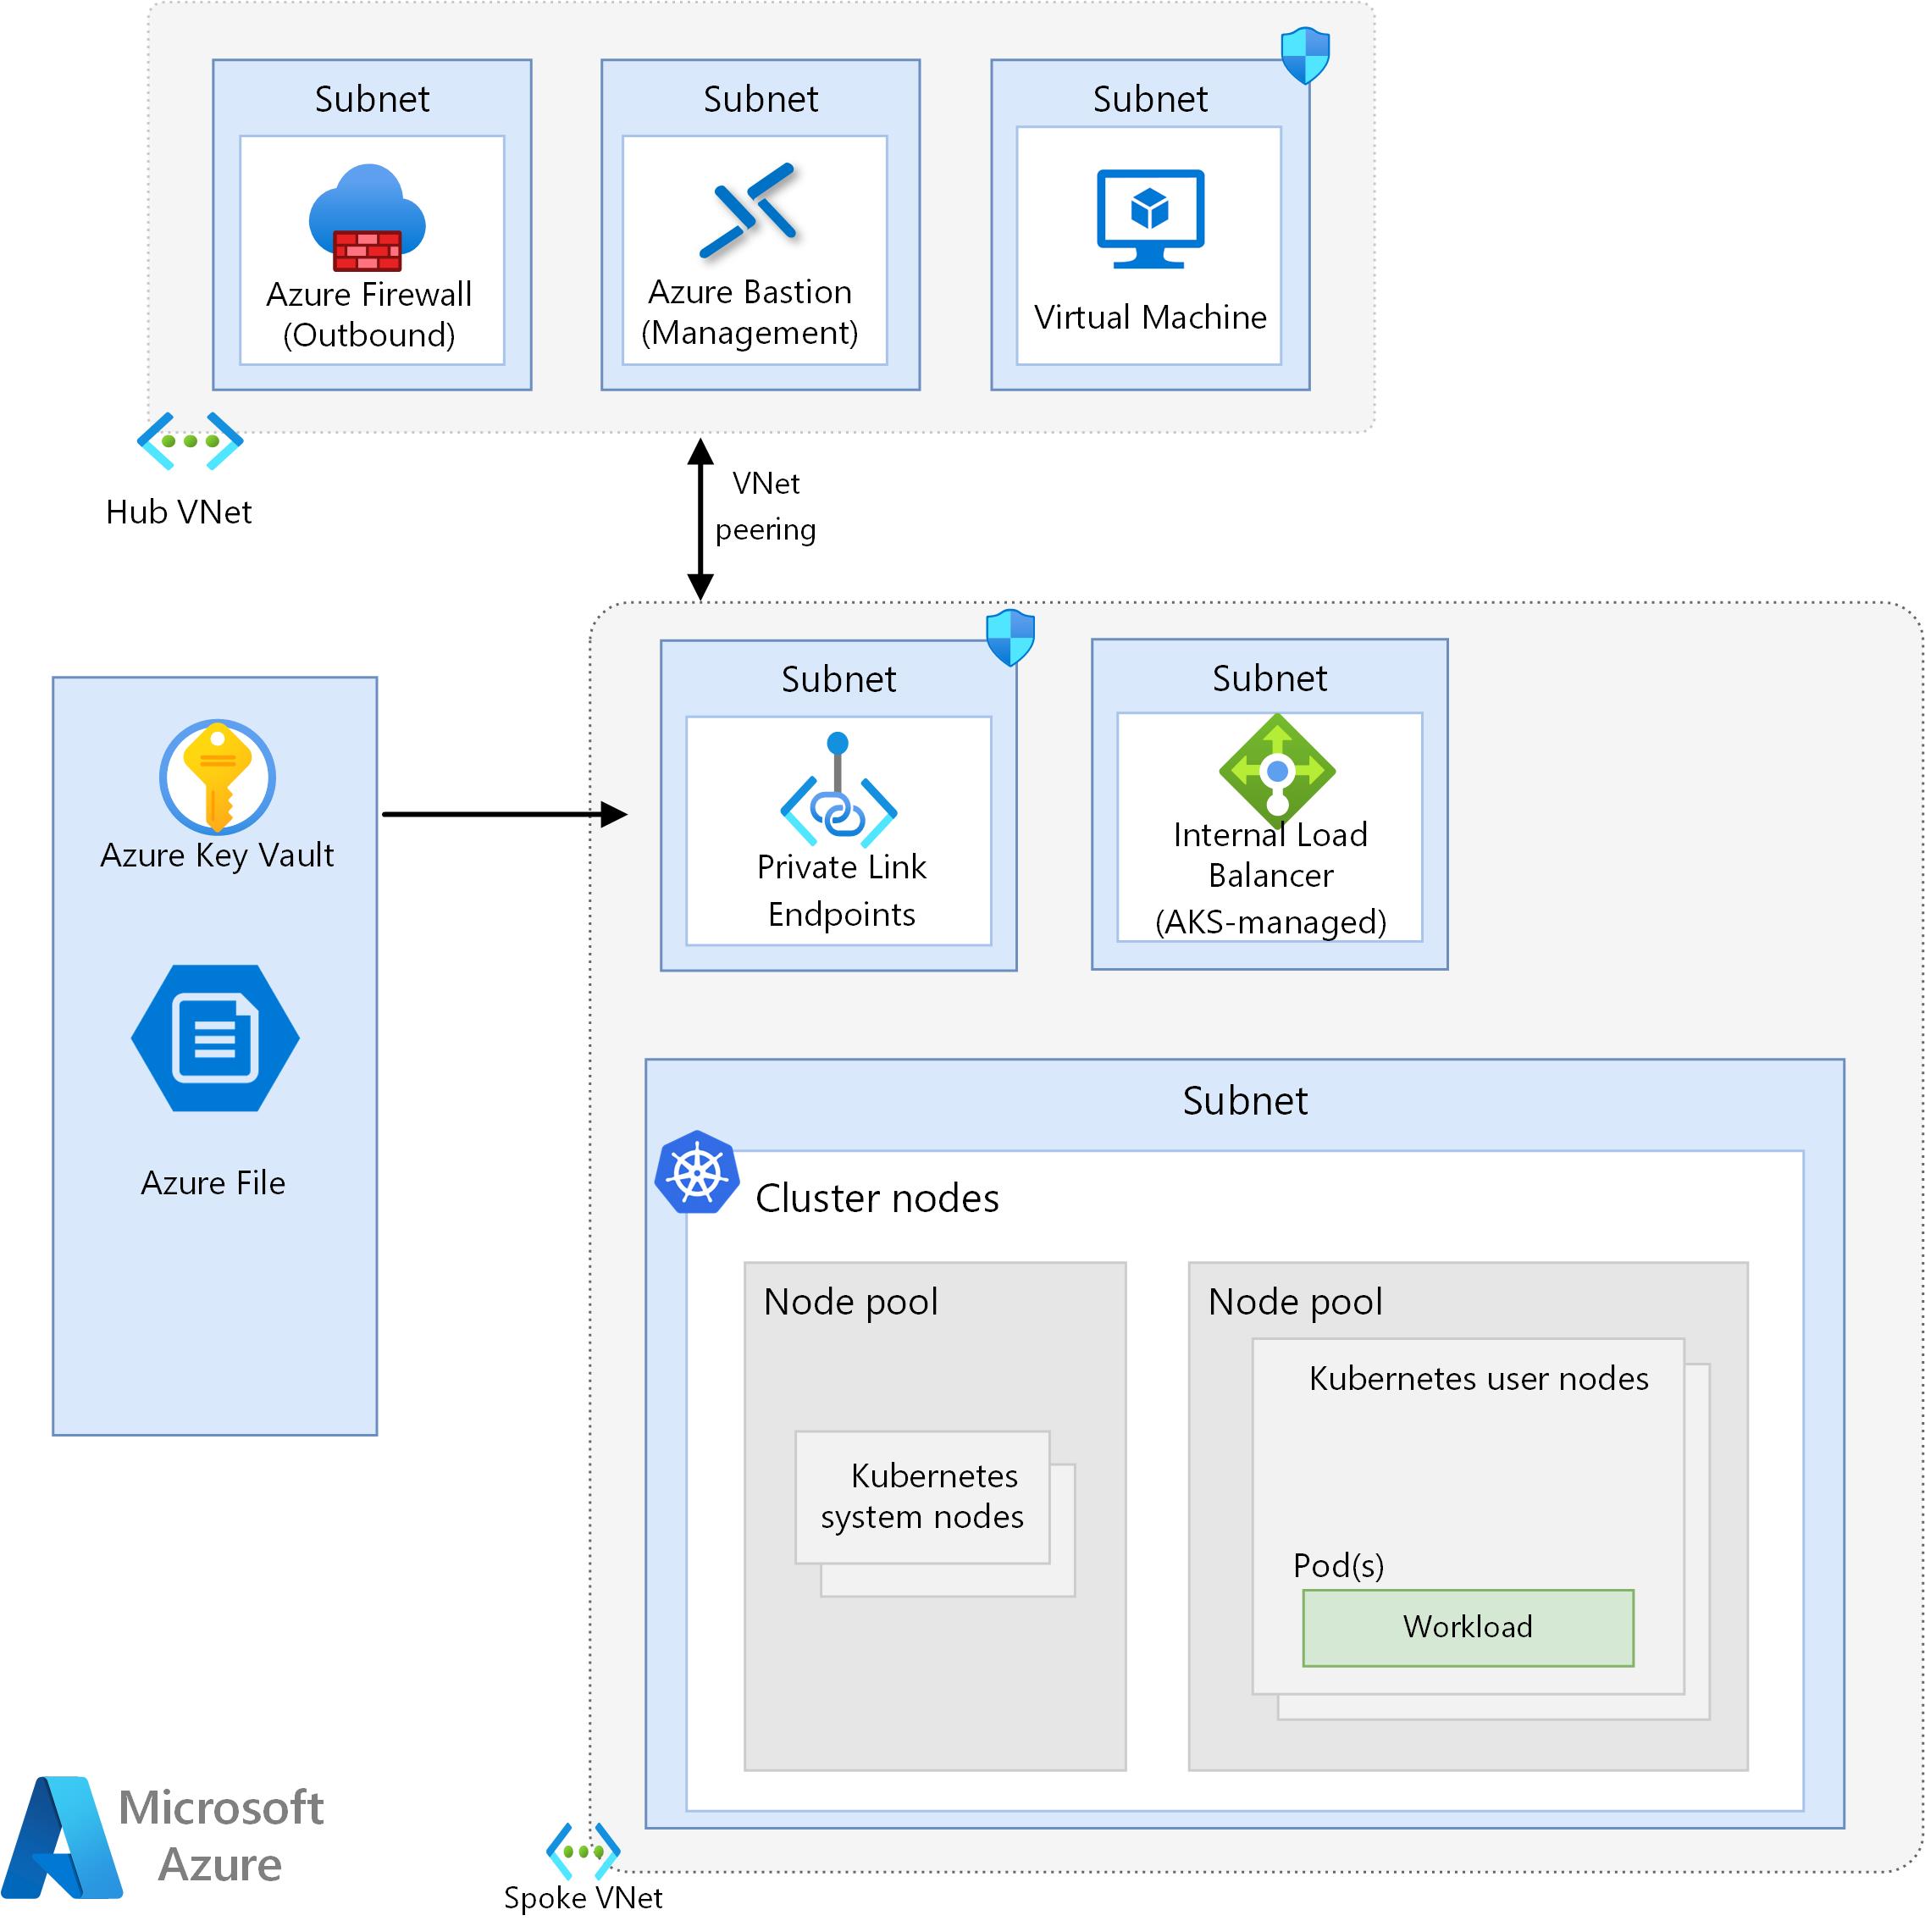 Subnet
Azure Firewall
(Outbound)
Subnet
Azure Bastion
(Management)
Subnet
Virtual Machine
Hub VNet
VNet
peering
Azure Key Vault
Azure File
Subnet
Private Link
Endpoints
Subnet
Internal Load
Balancer
(AKS-managed)
Subnet
Cluster nodes
Node pool
Kubernetes
system nodes
Node pool
Kubernetes user nodes
Pod(s)
Workload
Microsoft
Azure
Spoke VNet